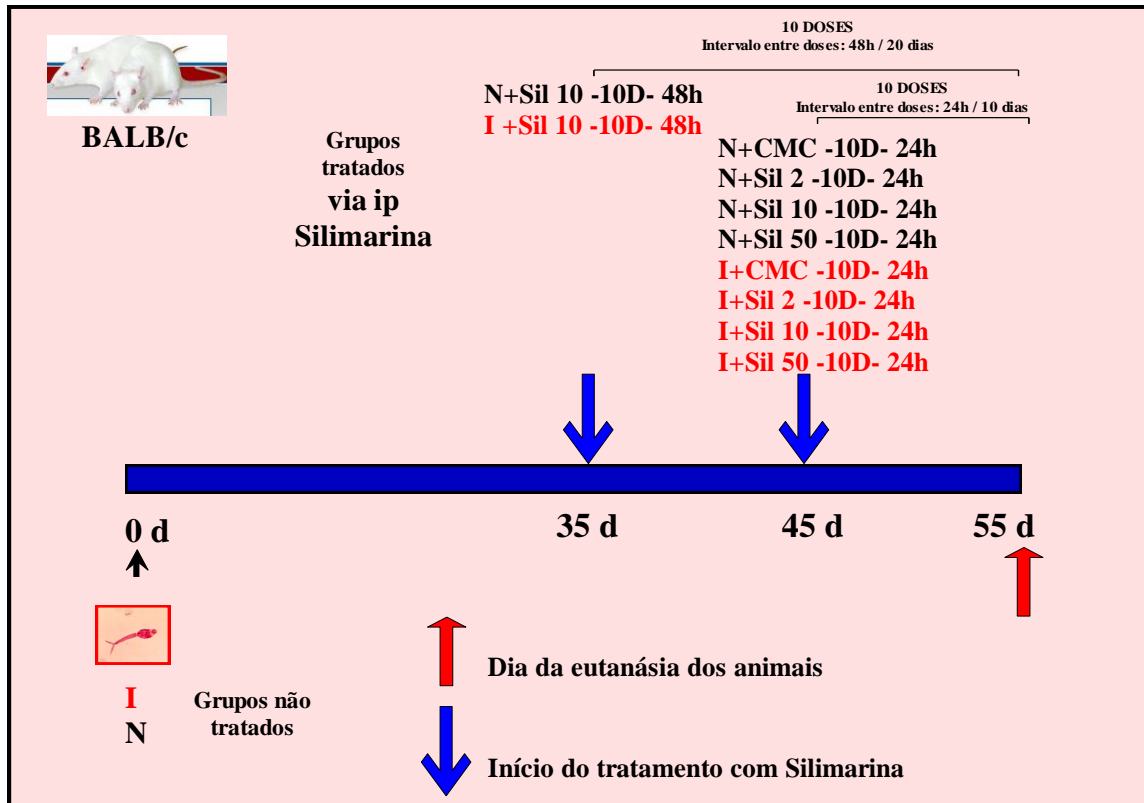 10 DOSES
Intervalo entre doses: 48h / 20 dias
10 DOSES
Intervalo entre doses: 24h / 10 dias
BALB/c
Grupos
tratados
via ip
Silimarina
N+Sil 10 -10D- 48h
I +Sil 10 -10D- 48h
N+CMC -10D- 24h
N+Sil 2 -10D- 24h
N+Sil 10 -10D- 24h
N+Sil 50 -10D- 24h
I+CMC -10D- 24h
I+Sil 2 -10D- 24h
I+Sil 10 -10D- 24h
I+Sil 50 -10D- 24h
0 d
35 d
45 d
55 d
I
N
Grupos não
tratados
Dia da eutanásia dos animais
Início do tratamento com Silimarina